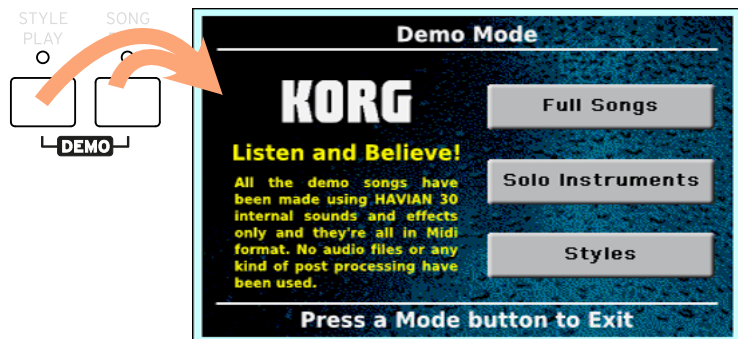 STYLE
PLAY
SONG
DEMO
Demo Mode
KORG
Listen and Believe!
All the demo songs have
been made using HAVIAN 30
internal sounds and effects
only and they're all in Midi
format. No audio files or any
kind of post processing have
been used.
Full Songs
Solo Instruments
Styles
Press a Mode button to Exit